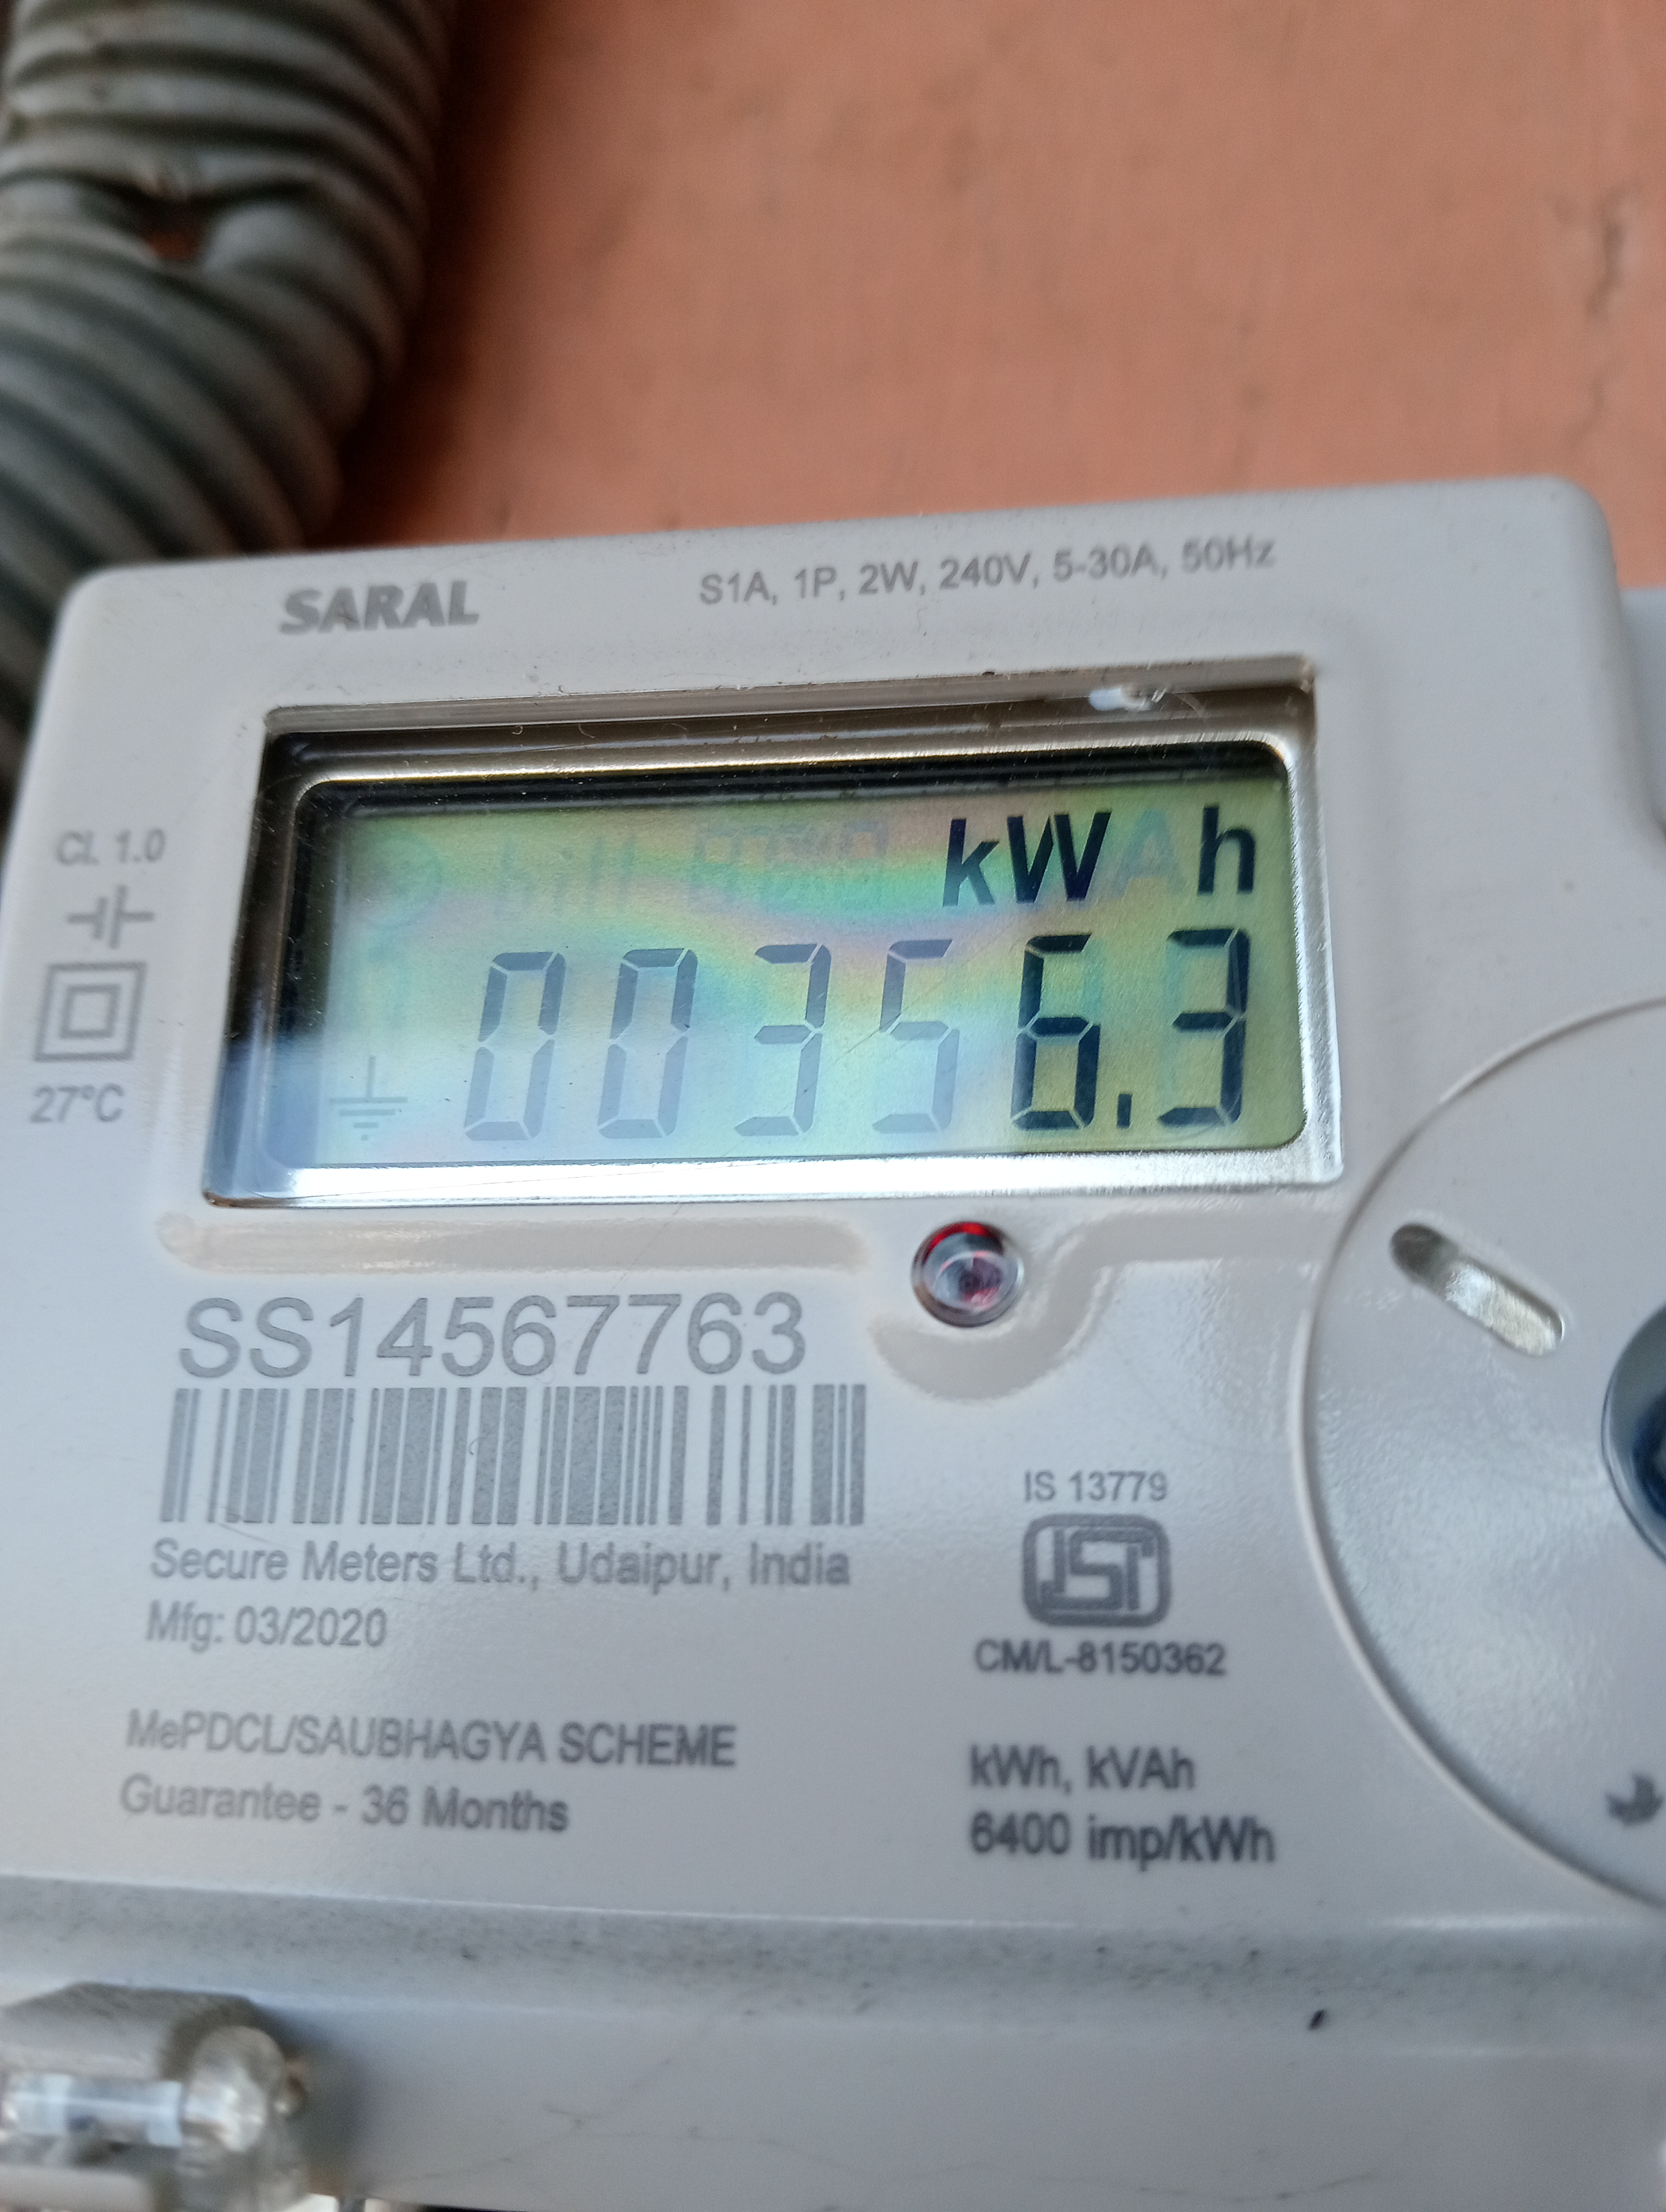 SARAL
S1A, 1P, 2W, 240V, 5-30A, 50Hz
Cl. 1.0
27°C
kWh
00356.3
SS14567763
Secure Meters Ltd., Udaipur, India
Mfg: 03/2020
MePDCL/SAUBHAGYA SCHEME
Guarantee - 36 Months
IS 13779
ISI
CM/L-8150362
kWh, kVAh
6400 imp/kWh